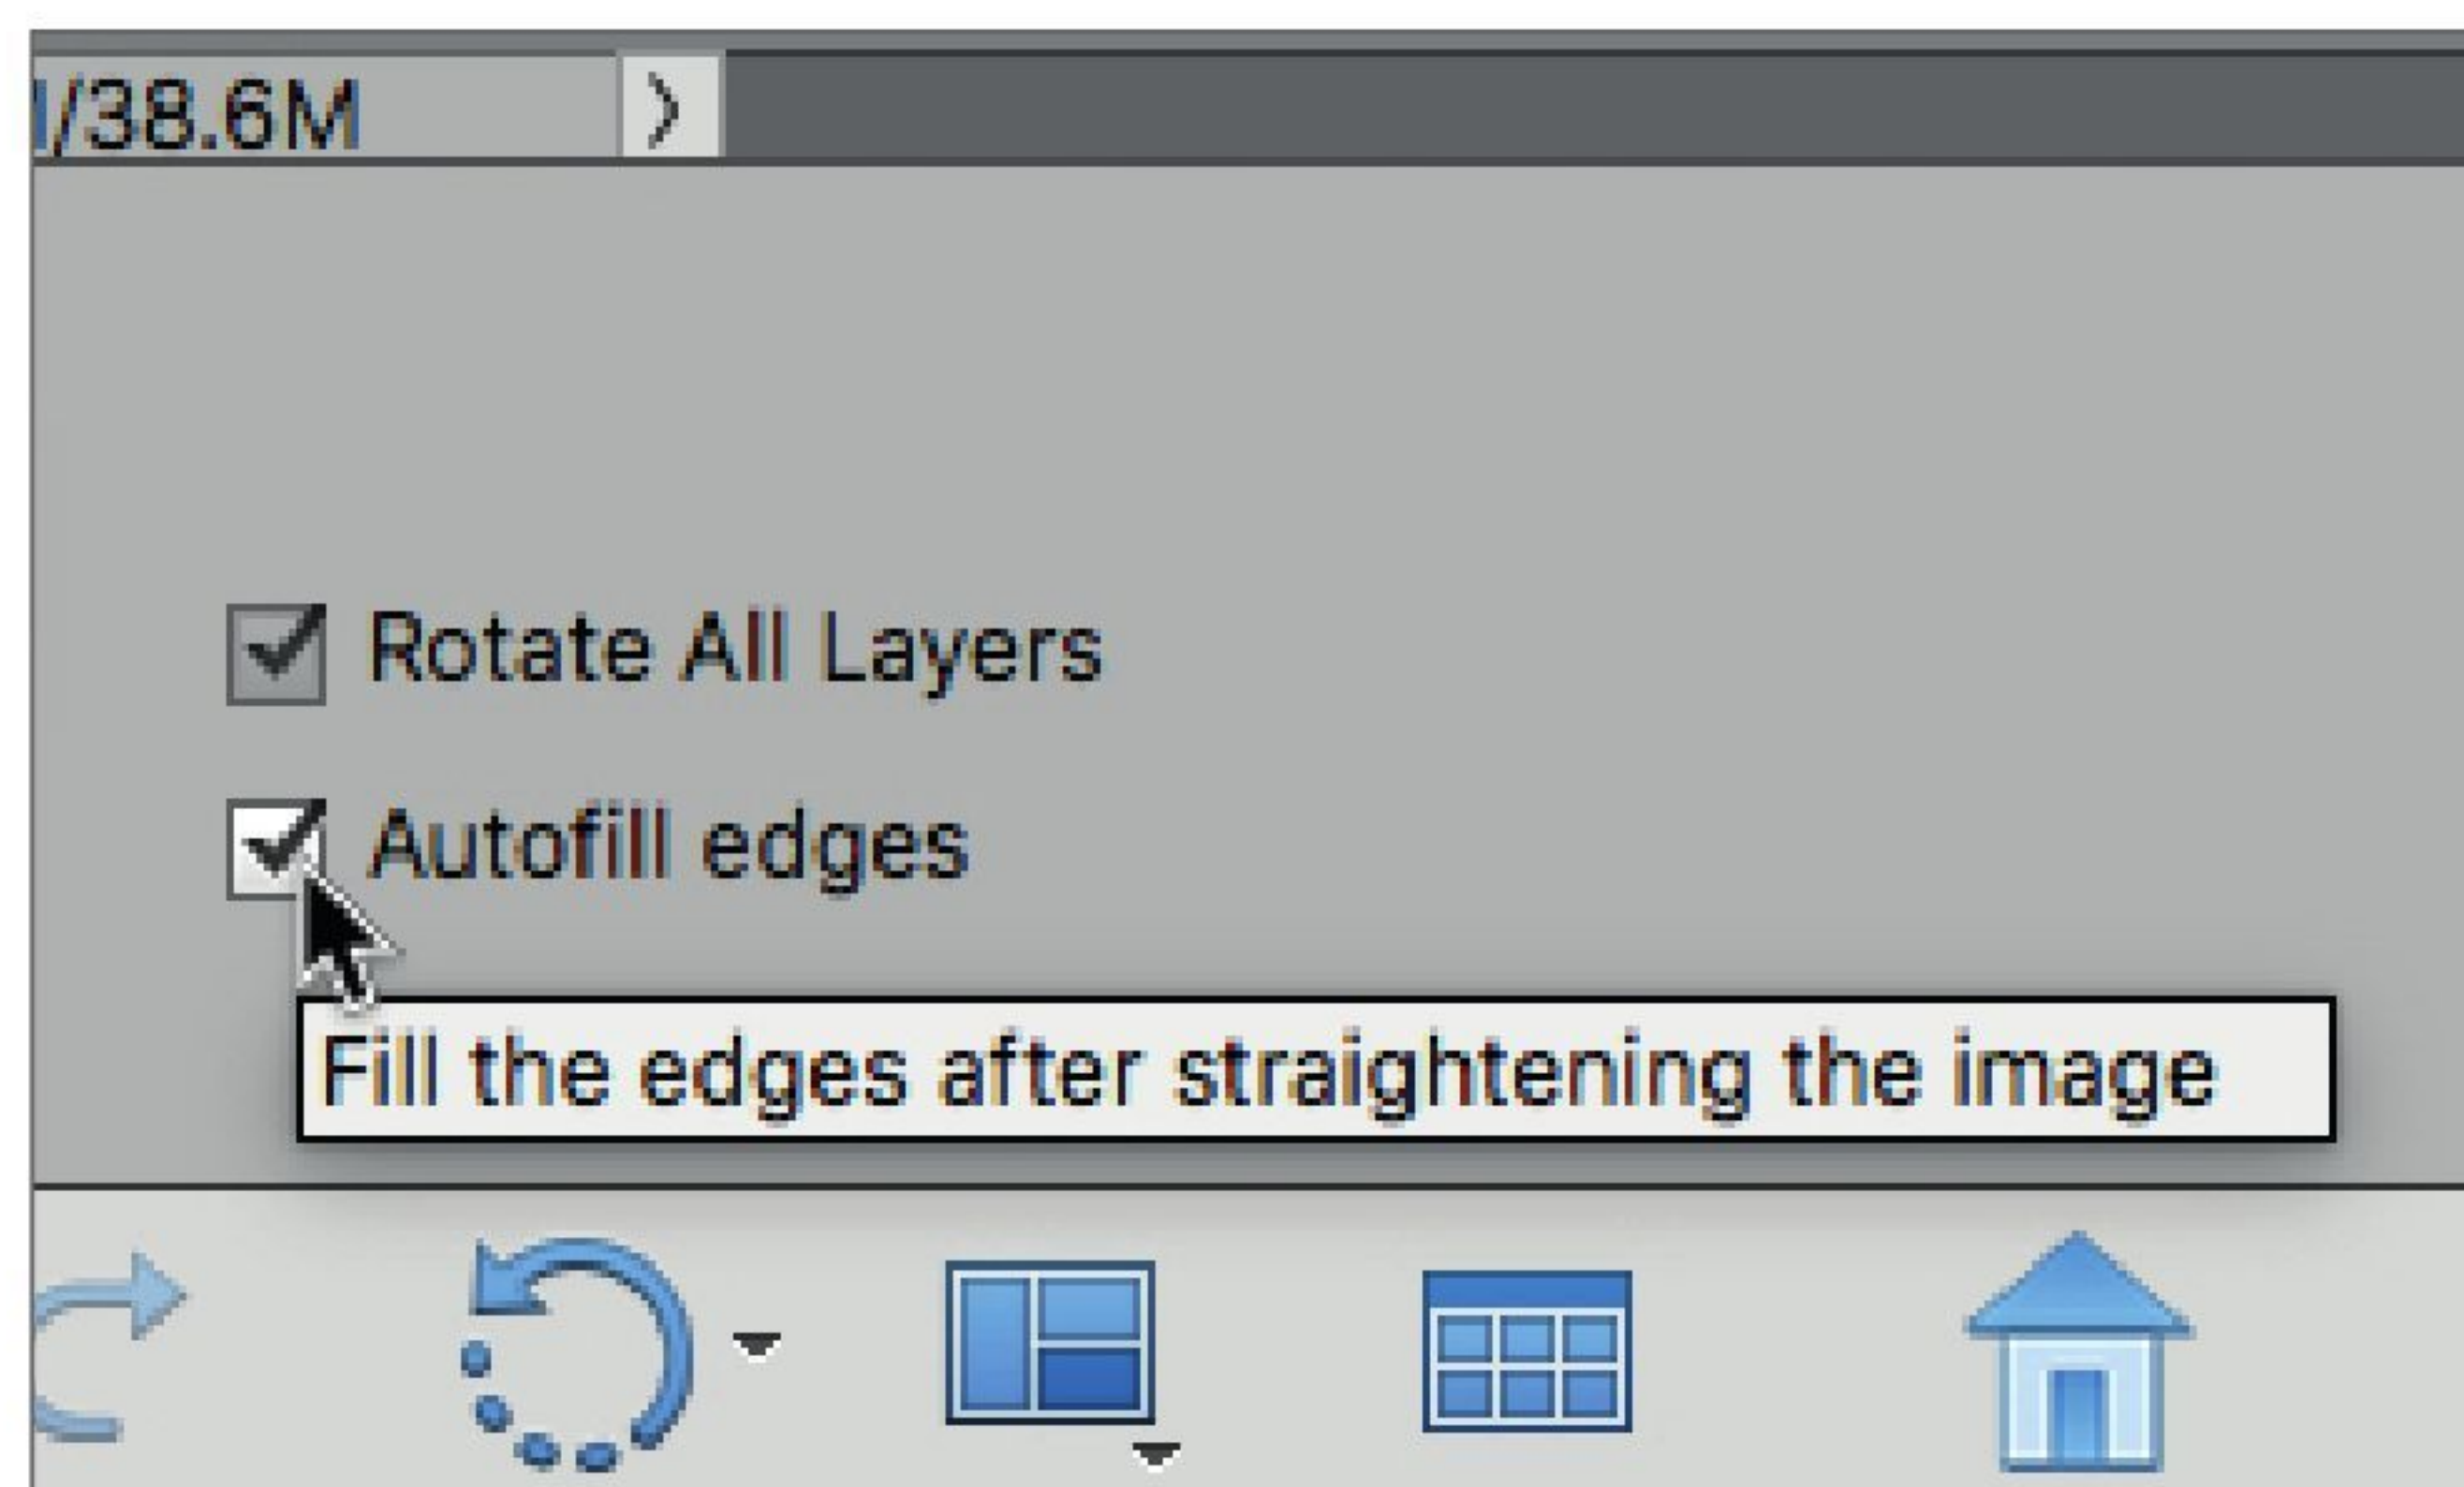 /38.6M
Rotate All Layers
Autofill edges
Fill the edges after straightening the image